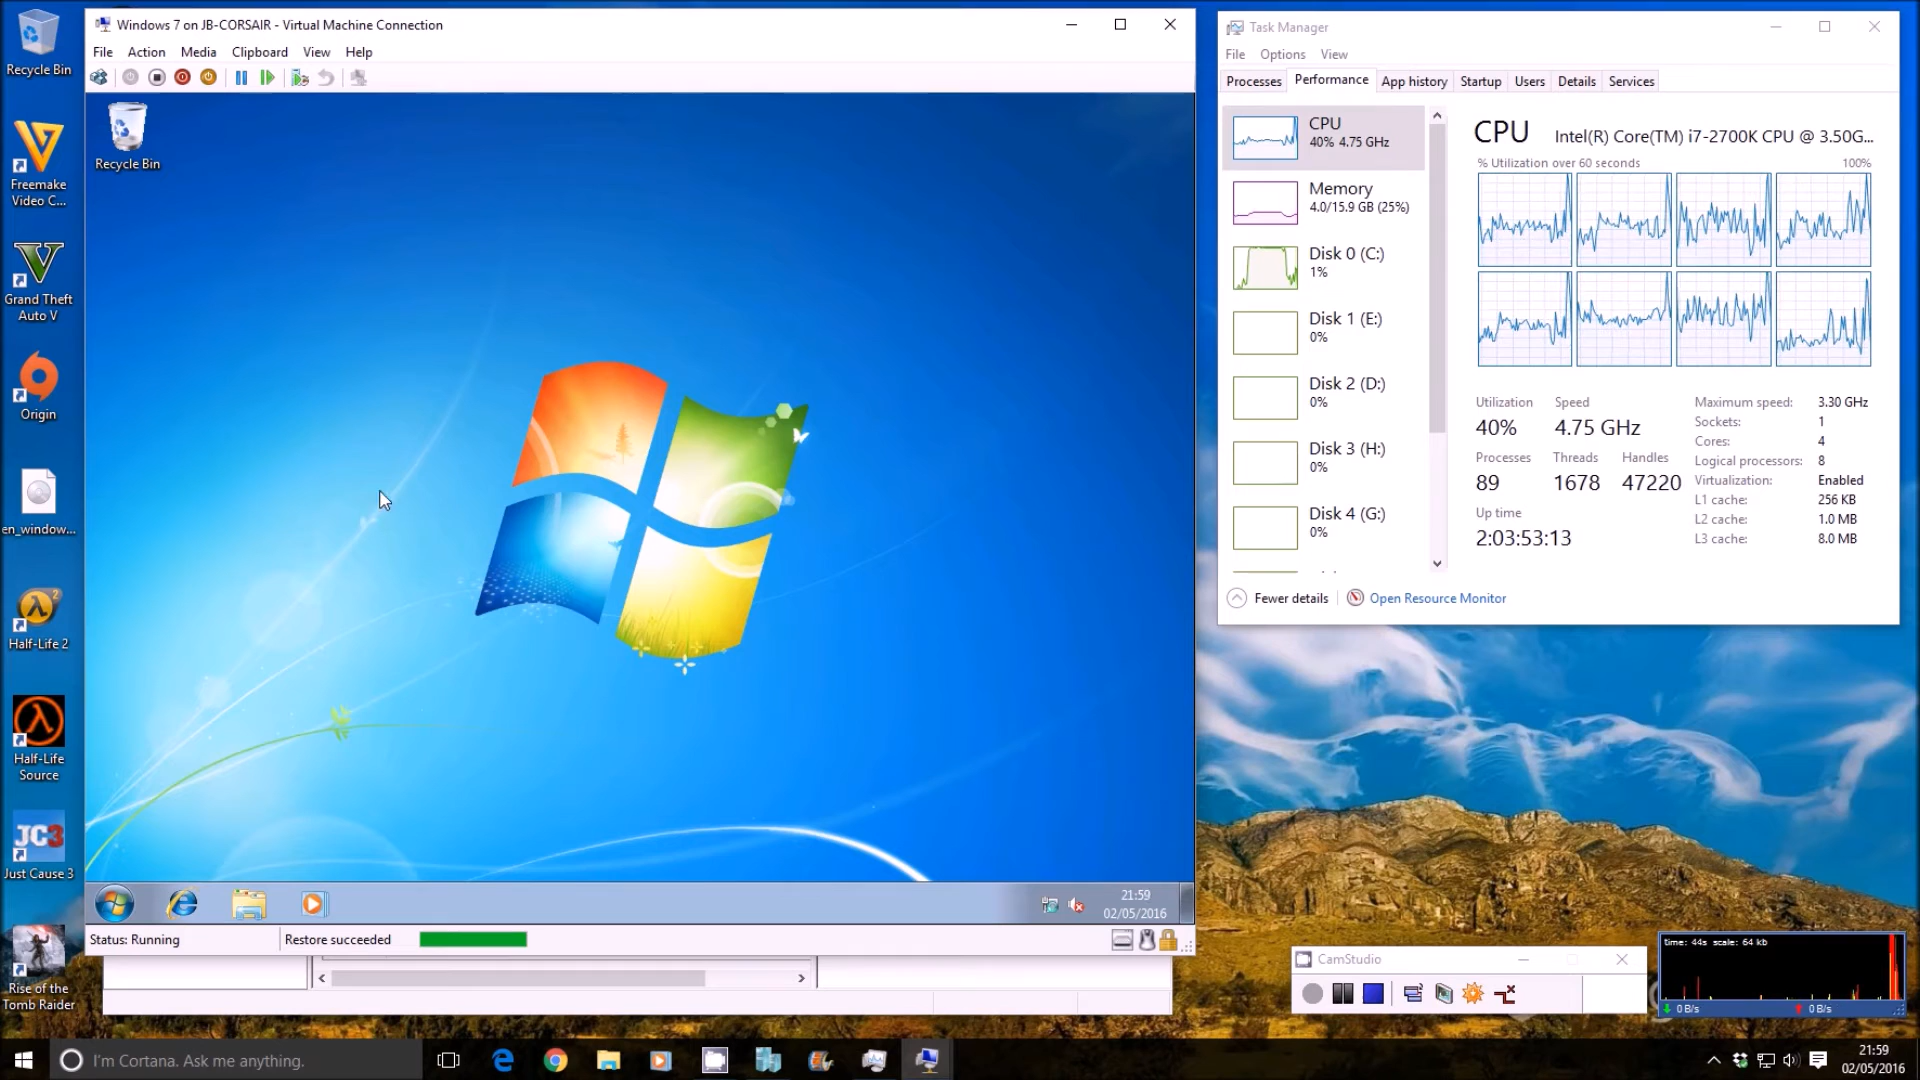 Recycle Bin
Freemake
Video C...
Grand Theft
Auto V
Origin
en_window...
Half-Life 2
Half-Life
Source
JC3
Just Cause 3
Rise of the
Tomb Raider
Windows 7 on JB-CORSAIR - Virtual Machine Connection
File Action Media Clipboard View Help
Recycle Bin
21:59
02/05/2016
Status: Running
Restore succeeded
Task Manager
File Options View
Processes Performance App history Startup Users Details Services
CPU
40% 4.75 GHz
Memory
4.0/15.9 GB (25%)
Disk 0 (C:)
1%
Disk 1 (E:)
0%
Disk 2 (D:)
0%
Disk 3 (H:)
0%
Disk 4 (G:)
0%
CPU Intel(R) Core(TM) i7-2700K CPU @ 3.50G...
% Utilization over 60 seconds 100%
Utilization Speed
40% 4.75 GHz
Processes Threads Handles
89 1678 47220
Up time
2:03:53:13
Maximum speed: 3.30 GHz
Sockets: 1
Cores: 4
Logical processors: 8
Virtualization: Enabled
L1 cache: 256 KB
L2 cache: 1.0 MB
L3 cache: 8.0 MB
Fewer details Open Resource Monitor
CamStudio
time: 44s scale: 64 kb
0 B/s 0 B/s
I'm Cortana. Ask me anything.
21:59
02/05/2016